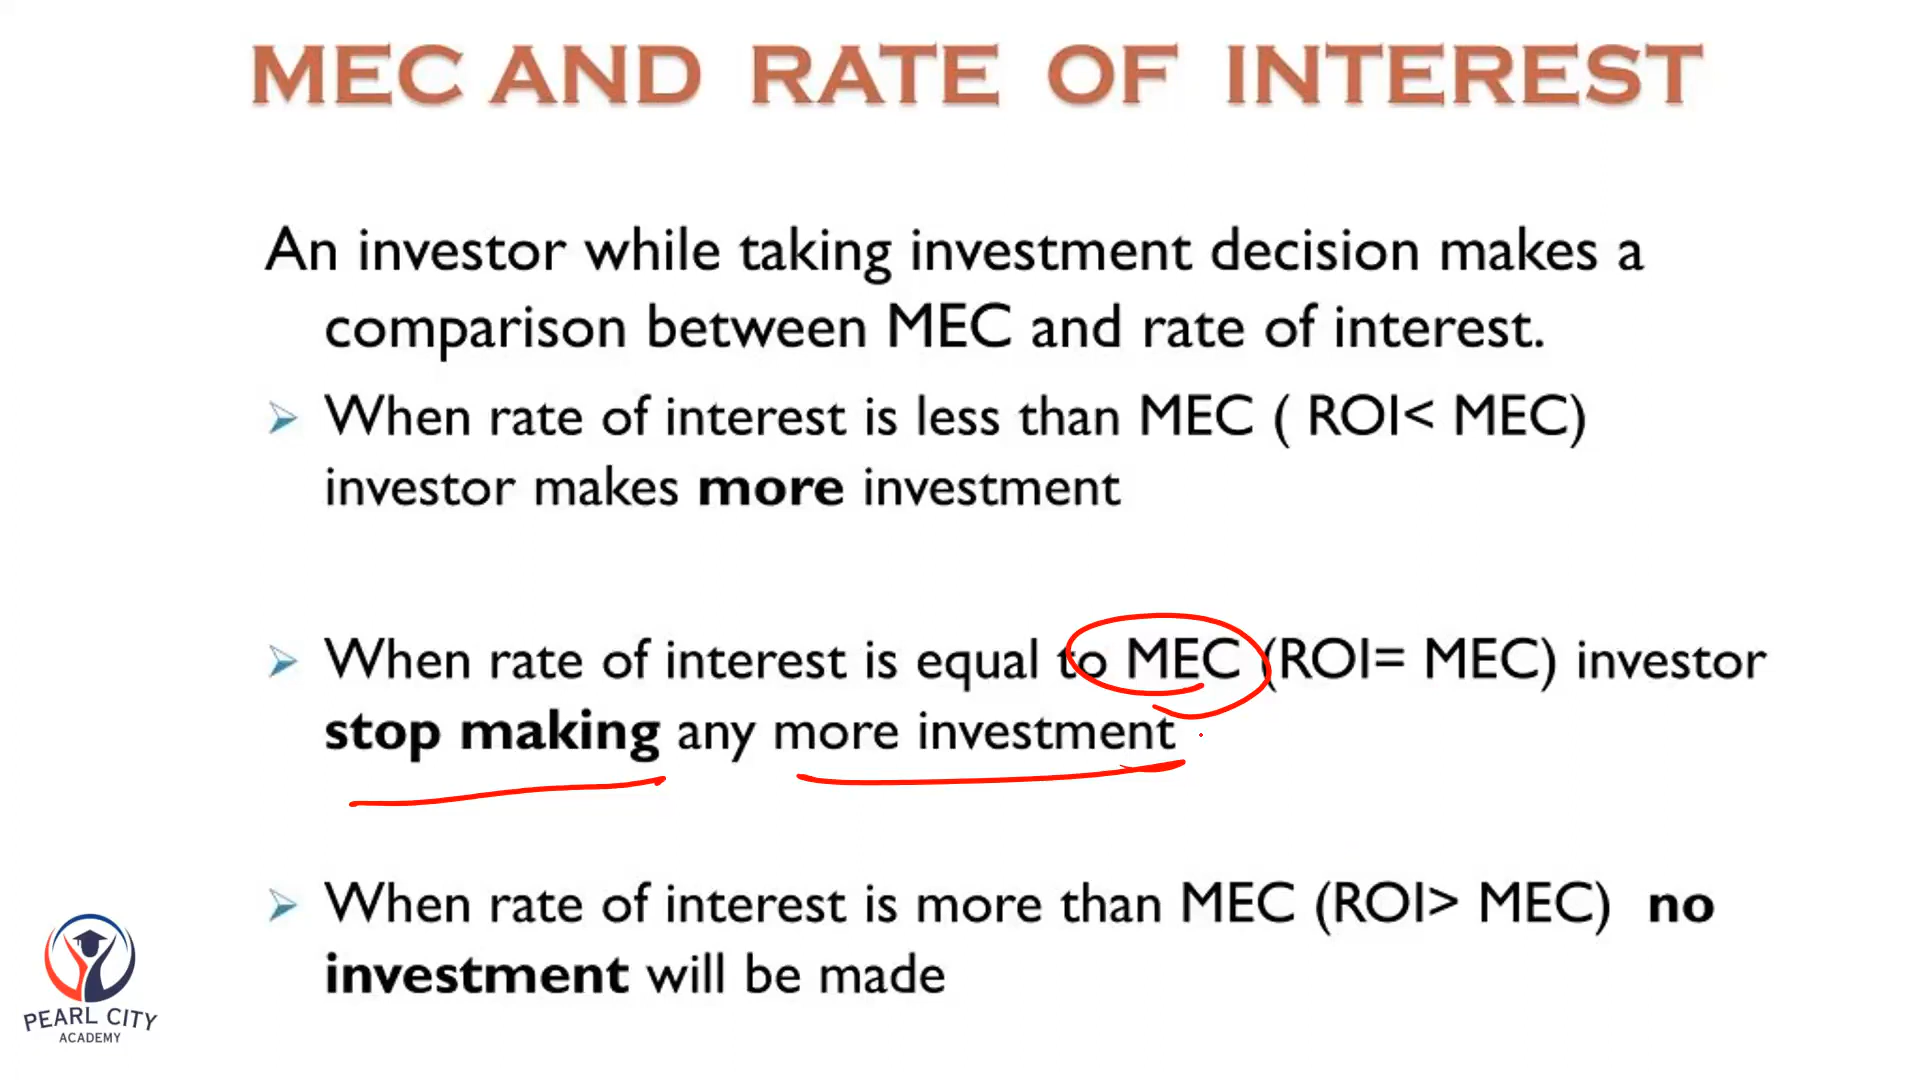 MEC AND RATE OF INTEREST
An investor while taking investment decision makes a
comparison between MEC and rate of interest.
When rate of interest is less than MEC ( ROI< MEC)
investor makes more investment
When rate of interest is equal to MEC (ROI= MEC) investor
stop making any more investment
When rate of interest is more than MEC (ROI> MEC) no
investment will be made
PEARL CITY
ACADEMY